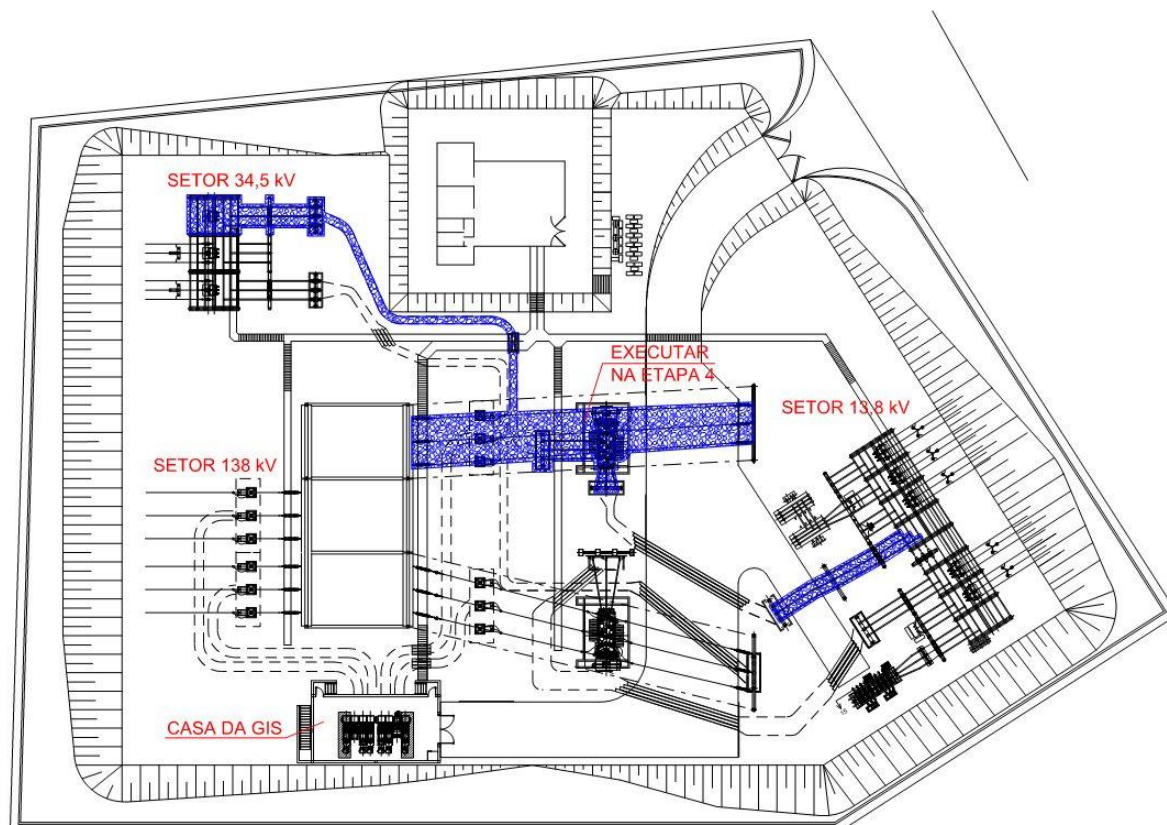 SETOR 34,5 kV
EXECUTAR
NA ETAPA 4
SETOR 13,8 kV
SETOR 138 kV
CASA DA GIS